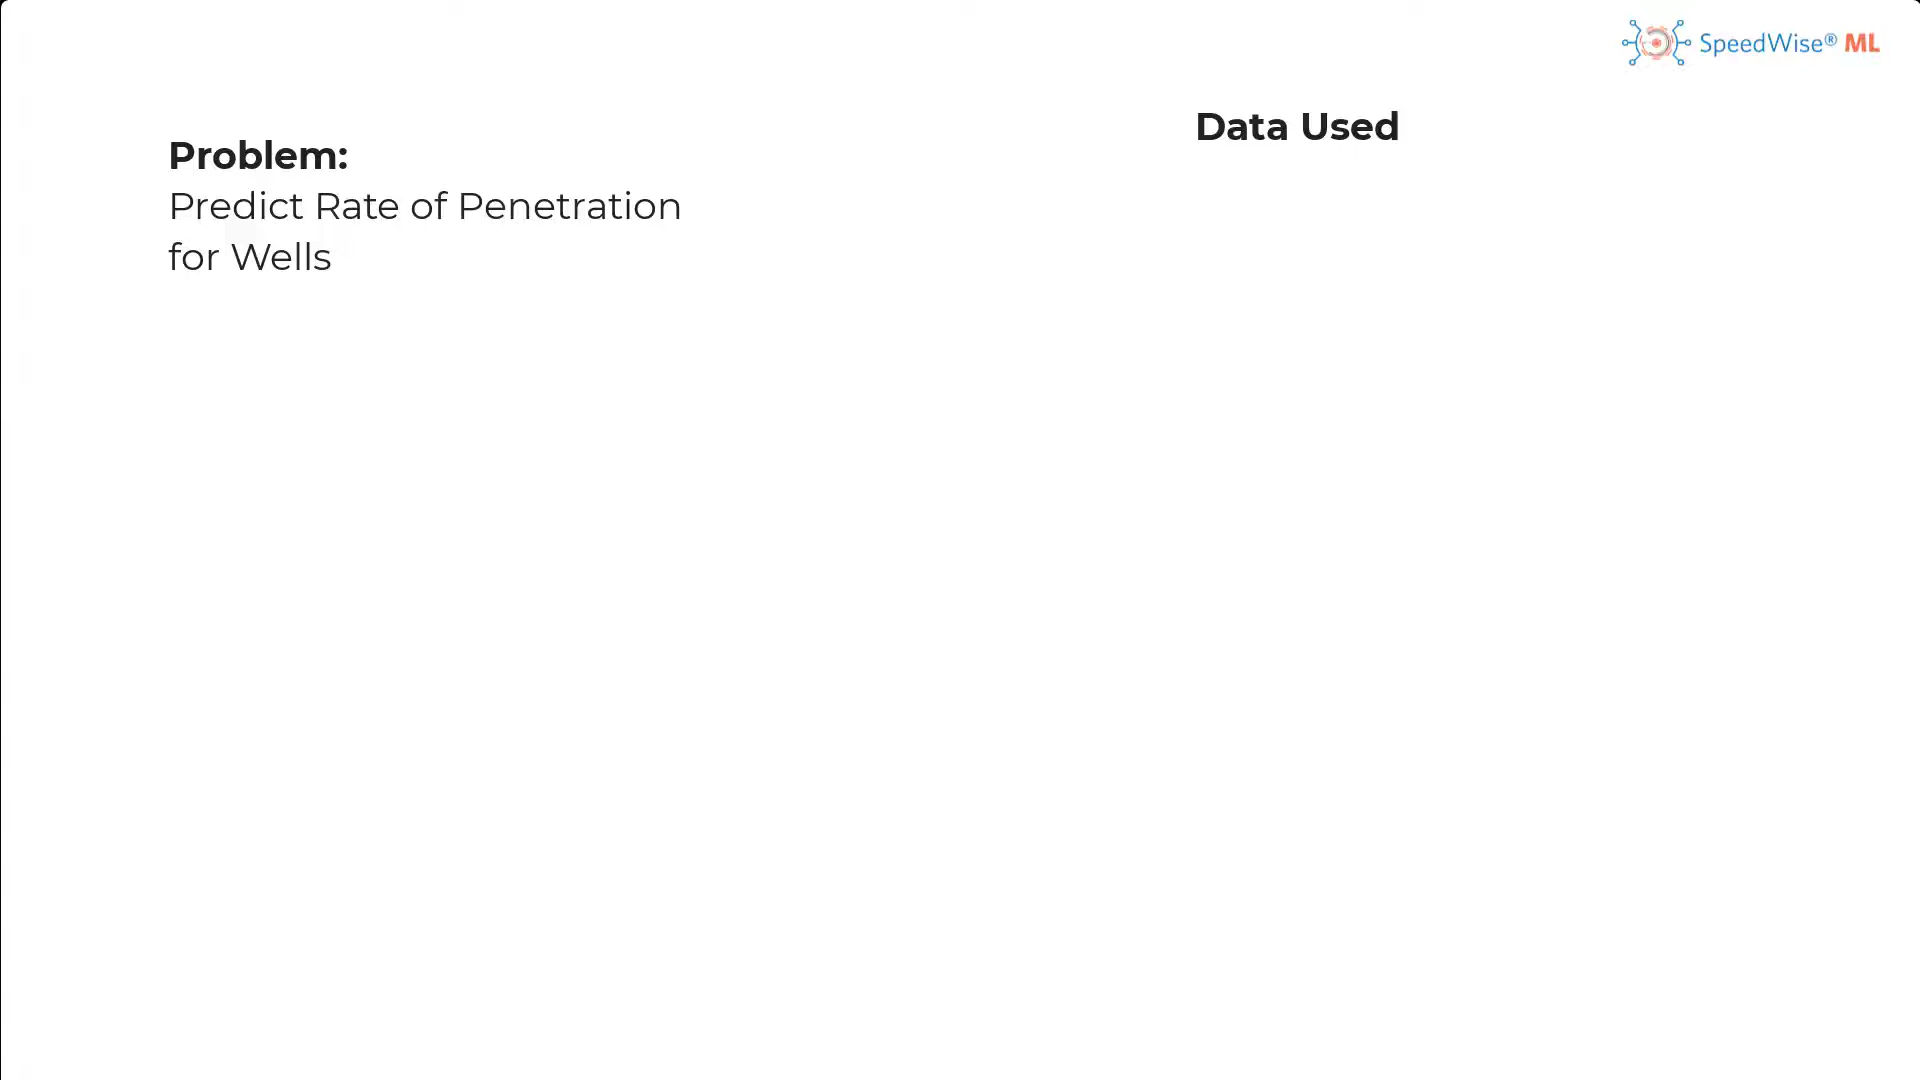 SpeedWise® ML
Data Used
Problem:
Predict Rate of Penetration
for Wells